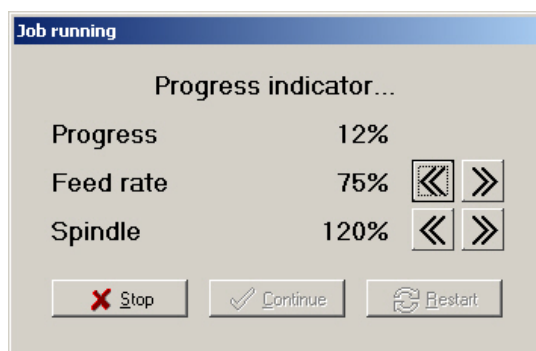 Job running
Progress indicator...
Progress 12%
Feed rate 75%
Spindle 120%
Stop Continue Restart